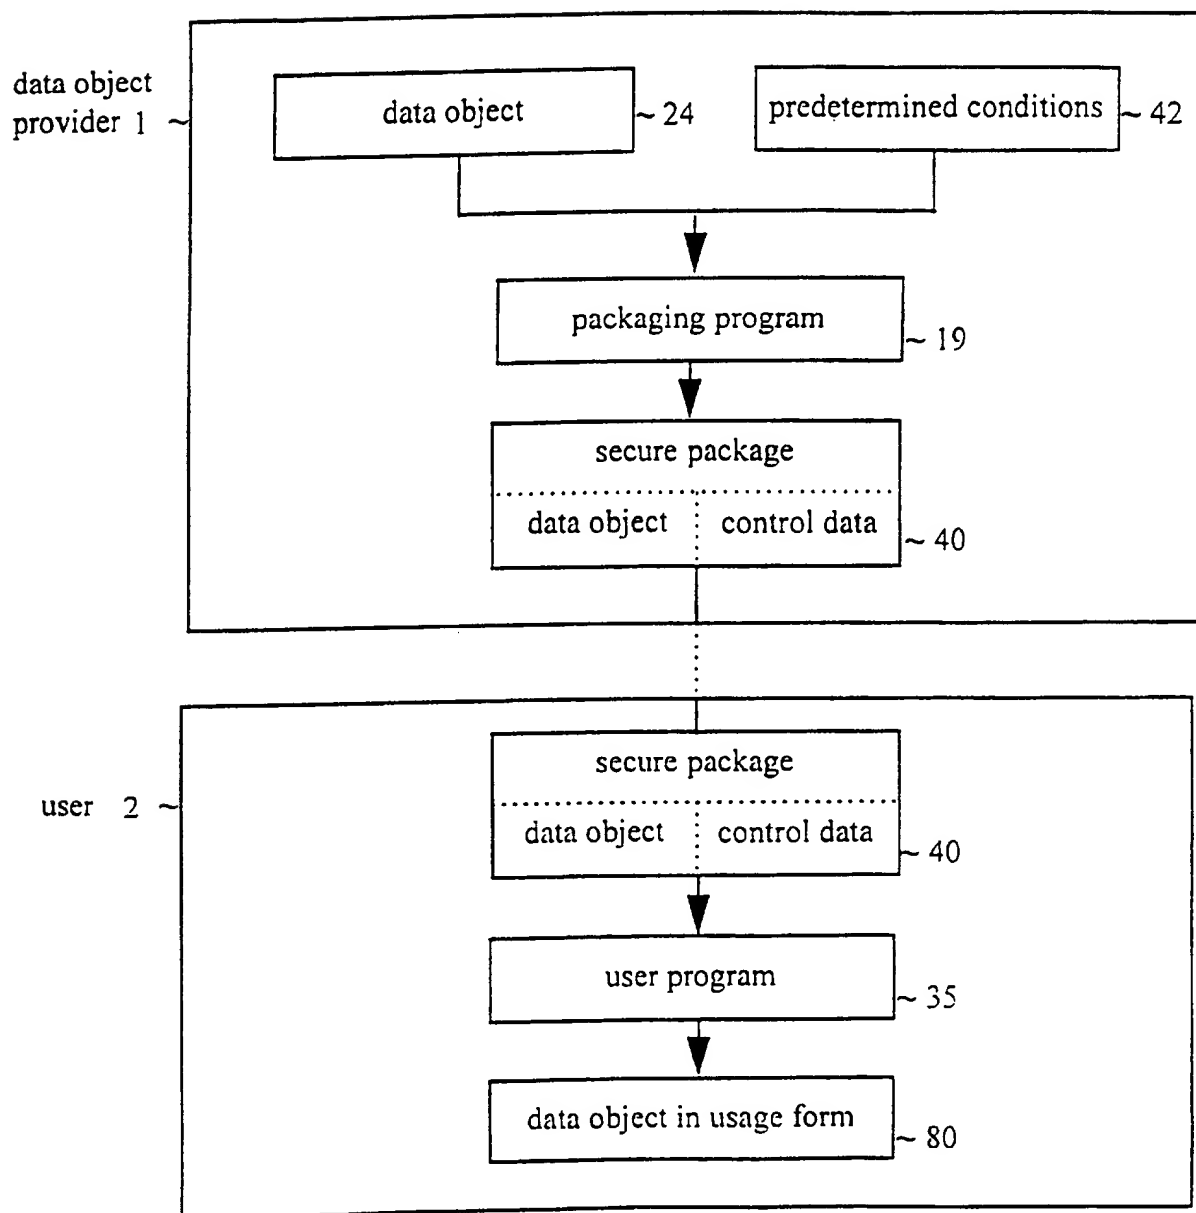 data object
provider 1 ~
data object
~ 24
predetermined conditions
~ 42
packaging program
~ 19
secure package
data object
control data
~ 40
user 2 ~
secure package
data object
control data
~ 40
user program
~ 35
data object in usage form
~ 80